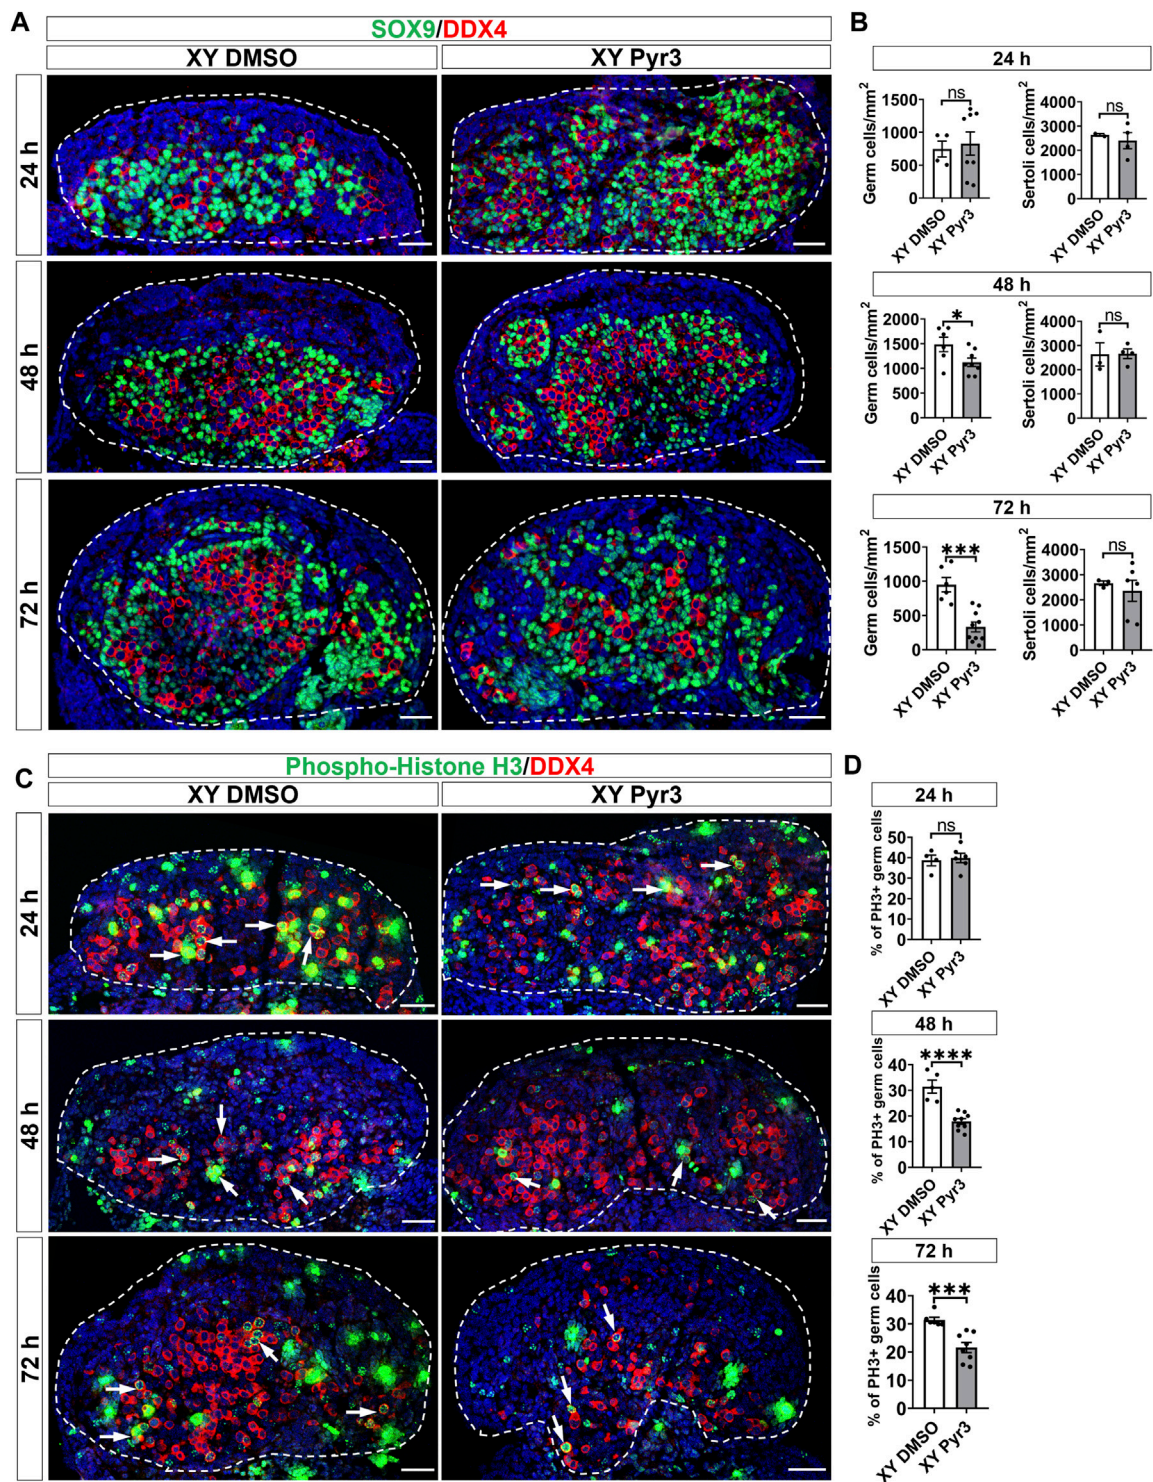 A
SOX9/DDX4
XY DMSO
XY Pyr3
24 h
48 h
72 h
B
24 h
Germ cells/mm²
1500
1000
500
0
ns
XY DMSO
XY Pyr3
Sertoli cells/mm²
4000
3000
2000
1000
0
ns
XY DMSO
XY Pyr3
48 h
Germ cells/mm²
2000
1500
1000
500
0
*
XY DMSO
XY Pyr3
Sertoli cells/mm²
4000
3000
2000
1000
0
ns
XY DMSO
XY Pyr3
72 h
Germ cells/mm²
1500
1000
500
0
***
XY DMSO
XY Pyr3
Sertoli cells/mm²
4000
3000
2000
1000
0
ns
XY DMSO
XY Pyr3
C
Phospho-Histone H3/DDX4
XY DMSO
XY Pyr3
24 h
48 h
72 h
D
24 h
% of PH3+ germ cells
50
40
30
20
10
0
ns
XY DMSO
XY Pyr3
48 h
% of PH3+ germ cells
40
30
20
10
0
****
XY DMSO
XY Pyr3
72 h
% of PH3+ germ cells
40
30
20
10
0
***
XY DMSO
XY Pyr3